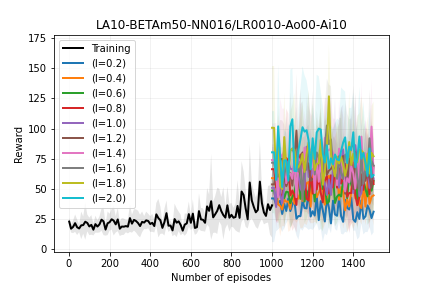 LA10-BETAm50-NN016/LR0010-Ao00-Ai10
175
150
125
100
75
50
25
0
Reward
Training
(l=0.2)
(l=0.4)
(l=0.6)
(l=0.8)
(l=1.0)
(l=1.2)
(l=1.4)
(l=1.6)
(l=1.8)
(l=2.0)
0 200 400 600 800 1000 1200 1400
Number of episodes